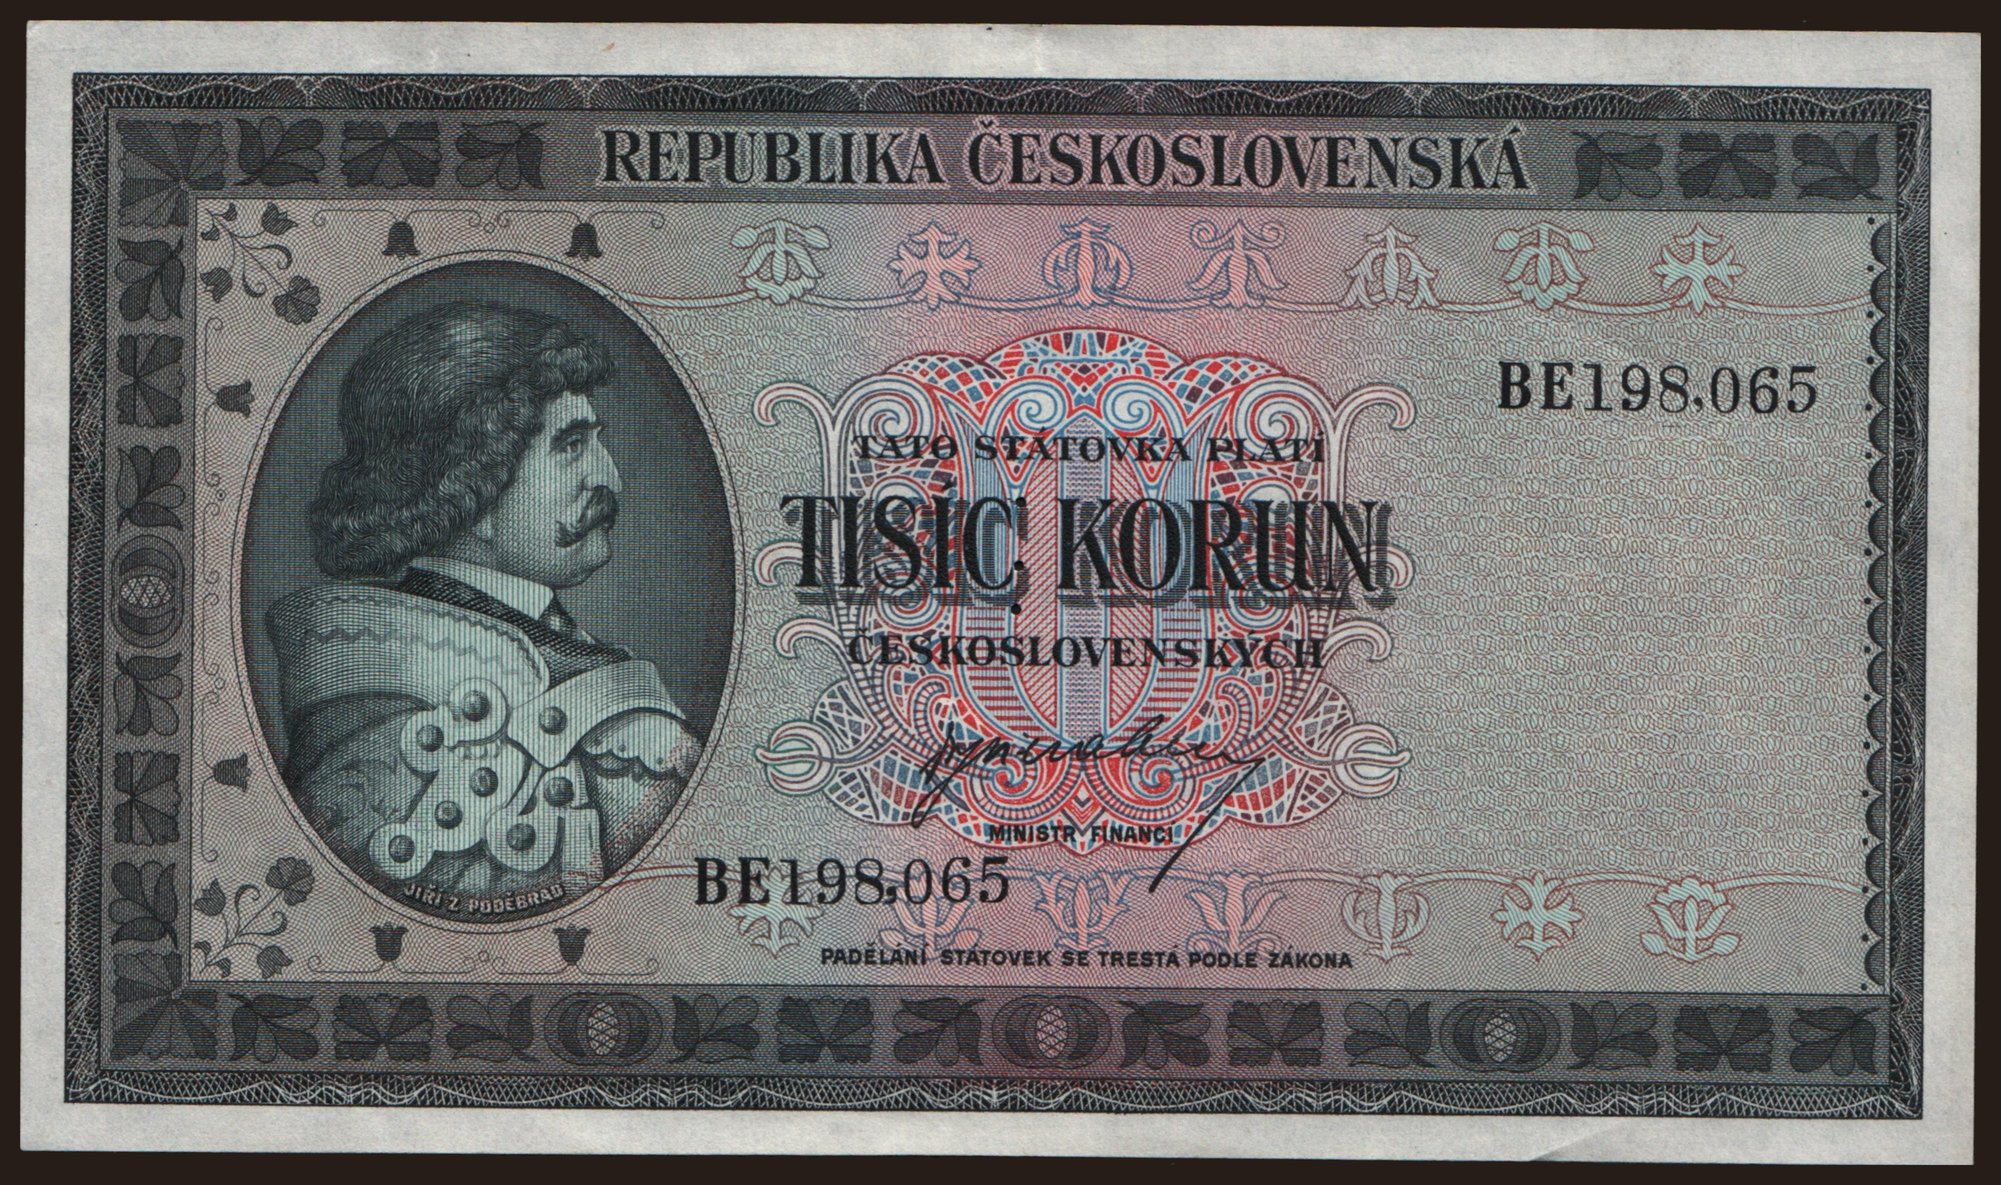 REPUBLIKA ČESKOSLOVENSKÁ
BE198,065
TATO STÁTOVKA PLATÍ
TISÍC KORUN
ČESKOSLOVENSKÝCH
MINISTR FINANCÍ
BE198,065
JIŘÍ Z PODĚBRAD
PADĚLÁNÍ STÁTOVEK SE TRESTÁ PODLE ZÁKONA